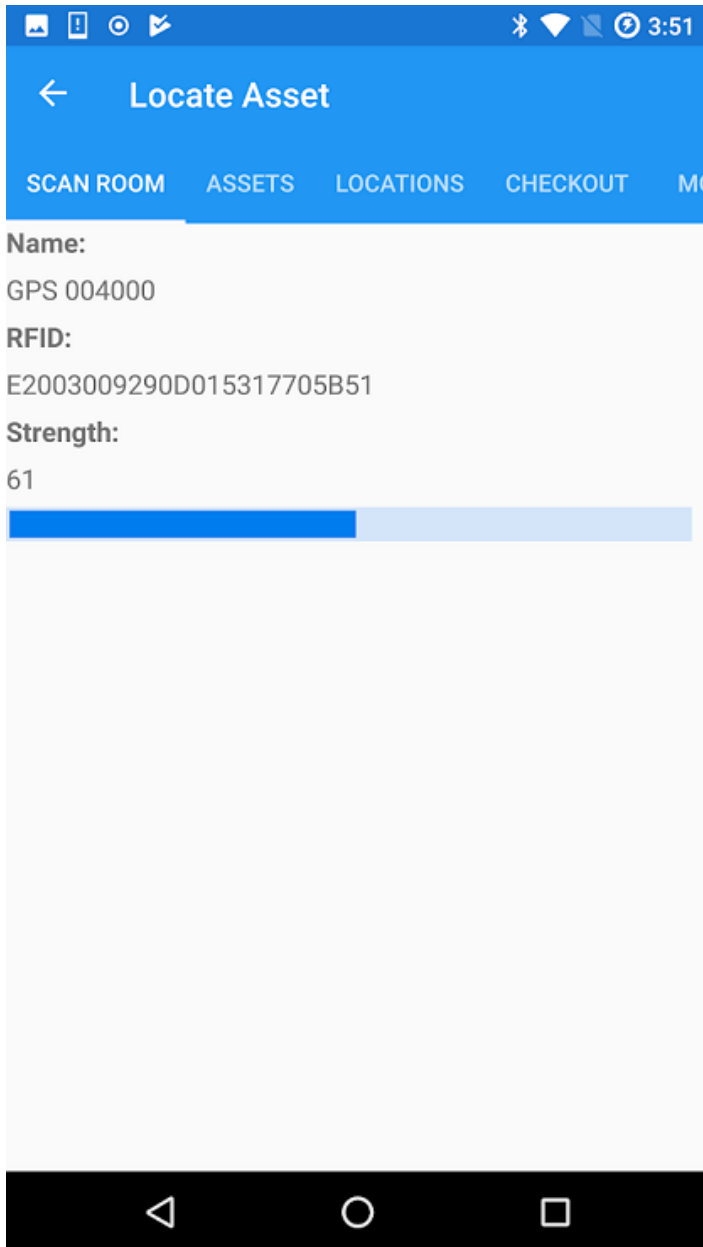 3:51
Locate Asset
SCAN ROOM ASSETS LOCATIONS CHECKOUT
Name:
GPS 004000
RFID:
E2003009290D015317705B51
Strength:
61